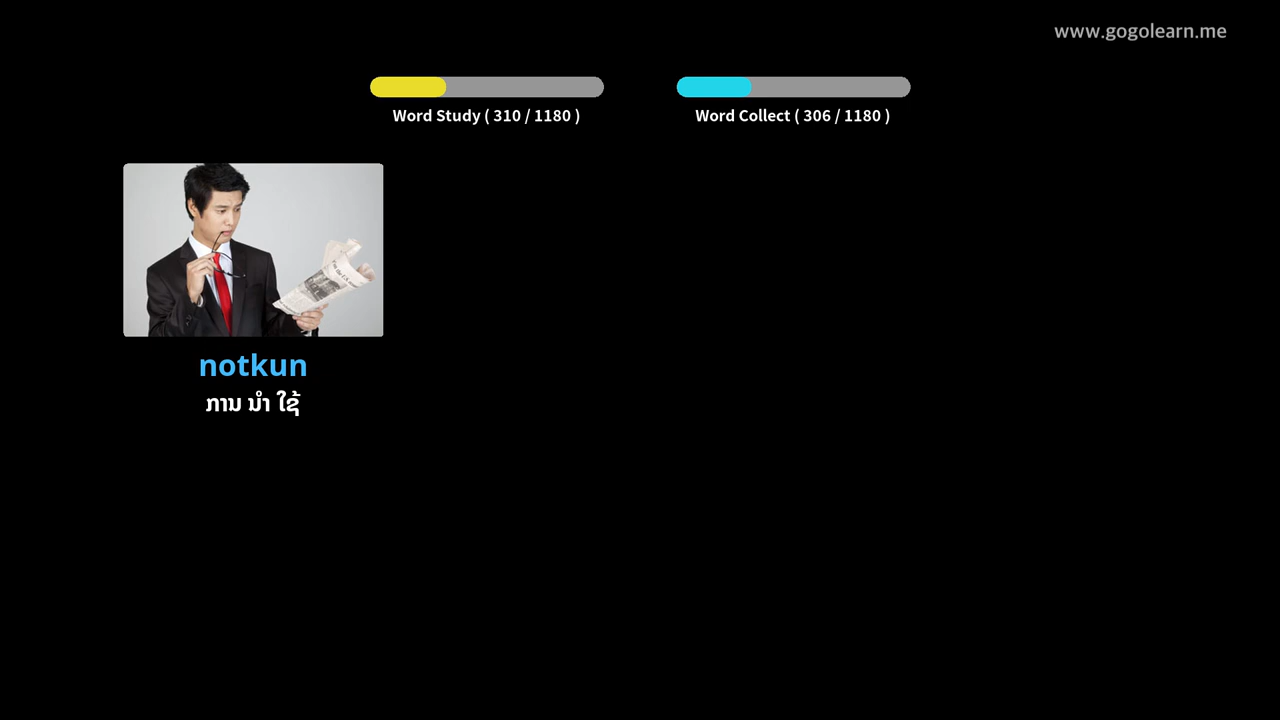 www.gogolearn.me
Word Study ( 310 / 1180 )
Word Collect ( 306 / 1180 )
notkun
ການ ນຳ ໃຊ້